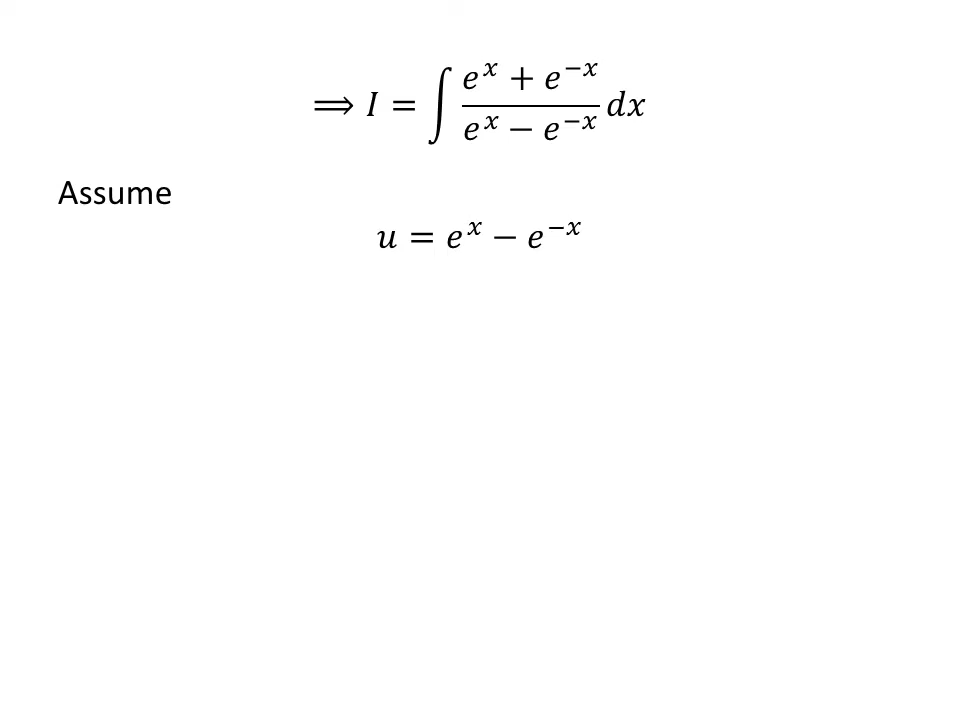 ⟹ I = ∫ (e^x + e^{−x})/(e^x − e^{−x}) dx
Assume
u = e^x − e^{−x}